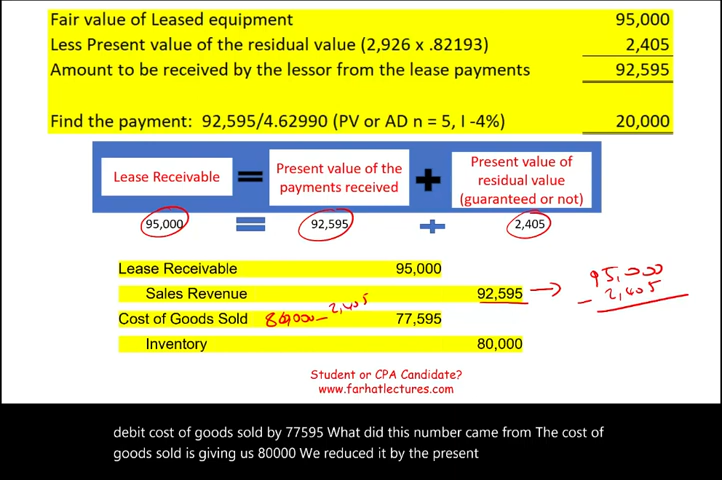 Fair value of Leased equipment 95,000
Less Present value of the residual value (2,926 x .82193) 2,405
Amount to be received by the lessor from the lease payments 92,595
Find the payment: 92,595/4.62990 (PV or AD n = 5, I -4%) 20,000
Lease Receivable = Present value of the payments received + Present value of residual value (guaranteed or not)
95,000 = 92,595 + 2,405
Lease Receivable 95,000
95,000
Sales Revenue 92,595
- 2,405
Cost of Goods Sold 80,000 - 2,405 77,595
Inventory 80,000
Student or CPA Candidate?
www.farhatlectures.com
debit cost of goods sold by 77595 What did this number came from The cost of
goods sold is giving us 80000 We reduced it by the present